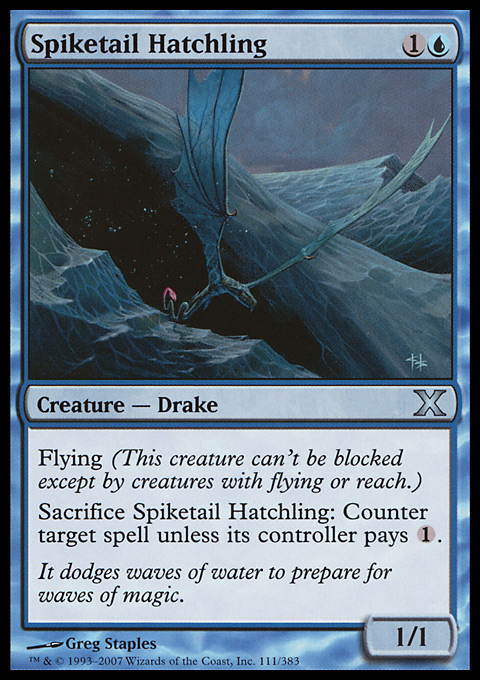 Spiketail Hatchling 1
Creature — Drake X
Flying (This creature can't be blocked
except by creatures with flying or reach.)
Sacrifice Spiketail Hatchling: Counter
target spell unless its controller pays 1.
It dodges waves of water to prepare for
waves of magic.
1/1
Greg Staples
™ & © 1993–2007 Wizards of the Coast, Inc. 111/383